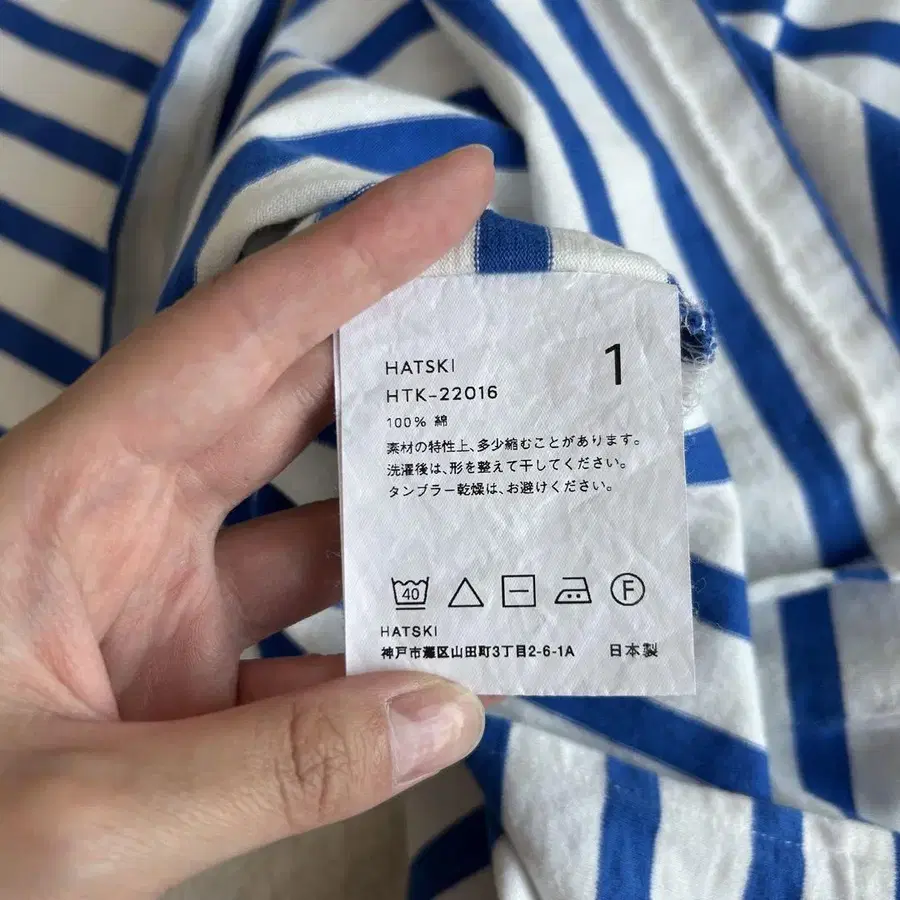 HATSKI 1
HTK-22016
100% 綿
素材の特性上、多少縮むことがあります。
洗濯後は、形を整えて干してください。
タンブラー乾燥は、お避けください。
40 F
HATSKI
神戸市灘区山田町3丁目2-6-1A 日本製